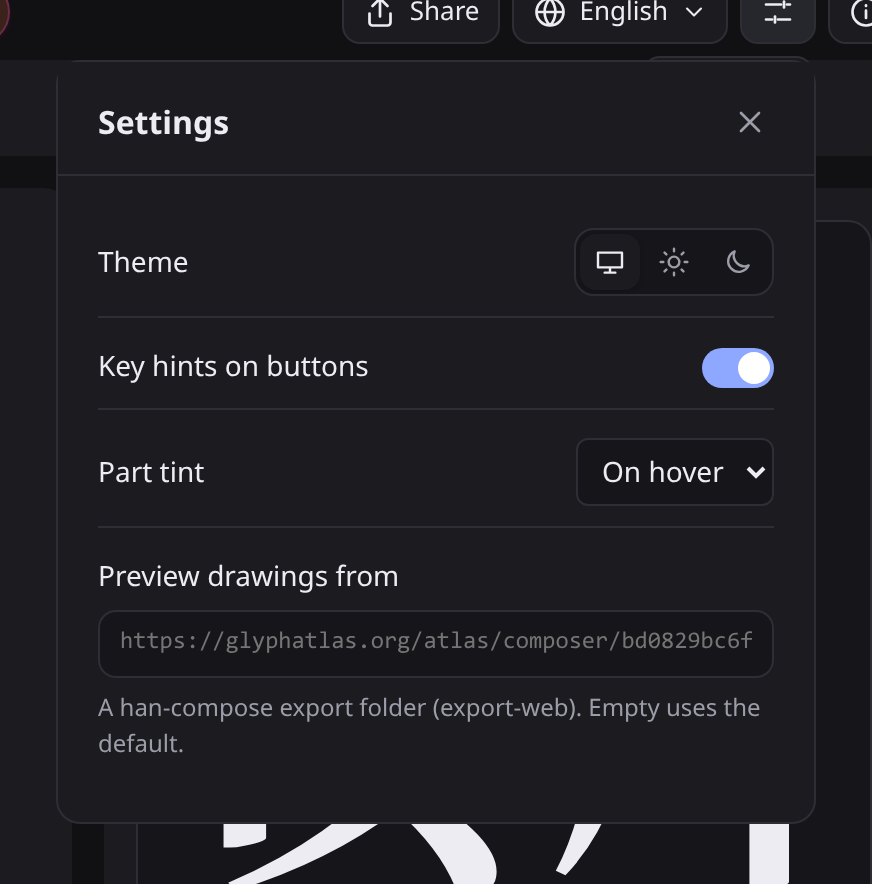 Share
English
Settings
Theme
Key hints on buttons
Part tint
On hover
Preview drawings from
https://glyphatlas.org/atlas/composer/bd0829bc6f
A han-compose export folder (export-web). Empty uses the
default.